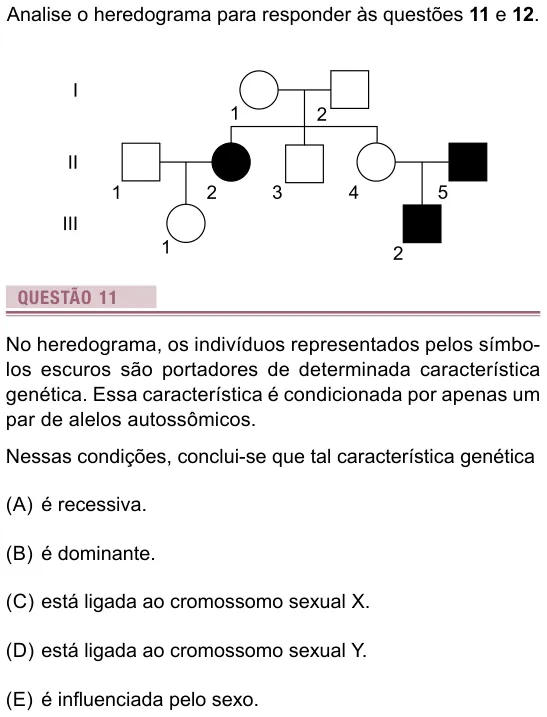 Analise o heredograma para responder às questões 11 e 12.
I
1
2
II
1
2
3
4
5
III
1
2
QUESTÃO 11
No heredograma, os indivíduos representados pelos símbo-
los escuros são portadores de determinada característica
genética. Essa característica é condicionada por apenas um
par de alelos autossômicos.
Nessas condições, conclui-se que tal característica genética
(A) é recessiva.
(B) é dominante.
(C) está ligada ao cromossomo sexual X.
(D) está ligada ao cromossomo sexual Y.
(E) é influenciada pelo sexo.